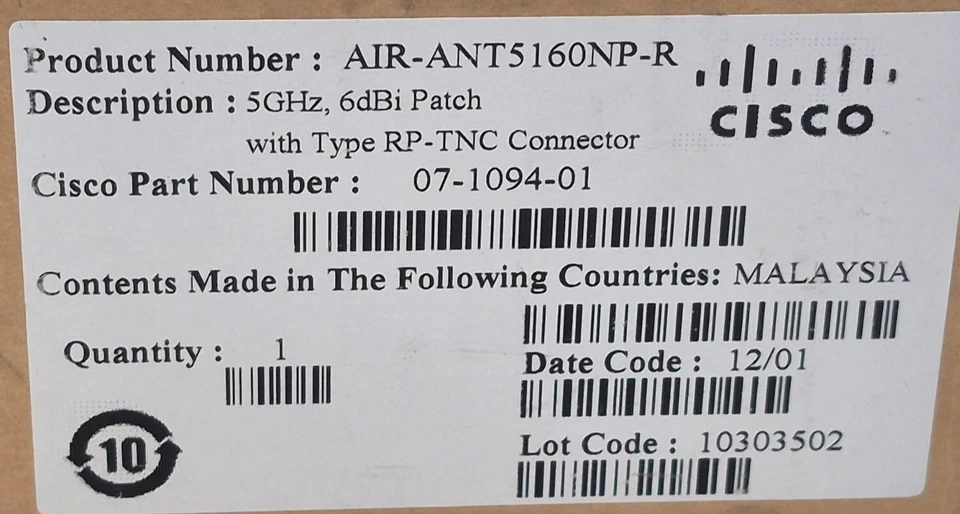 Product Number : AIR-ANT5160NP-R
CISCO
Description : 5GHz, 6dBi Patch
with Type RP-TNC Connector
Cisco Part Number : 07-1094-01
Contents Made in The Following Countries: MALAYSIA
Quantity : 1
Date Code : 12/01
Lot Code : 10303502
10